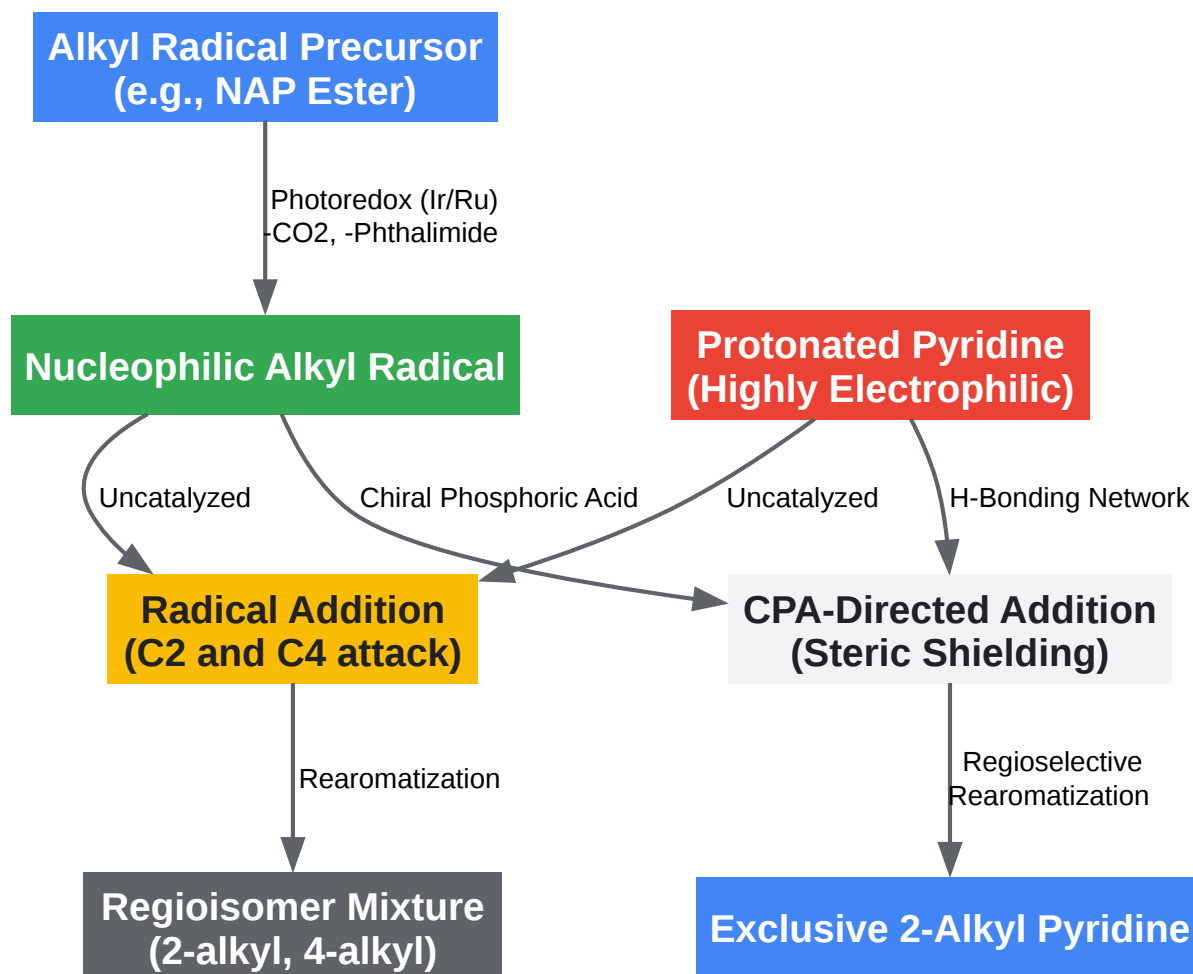 Alkyl Radical Precursor
(e.g., NAP Ester)
Photoredox (Ir/Ru)
-CO2, -Phthalimide
Nucleophilic Alkyl Radical
Protonated Pyridine
(Highly Electrophilic)
Uncatalyzed
Chiral Phosphoric Acid
Uncatalyzed
H-Bonding Network
Radical Addition
(C2 and C4 attack)
CPA-Directed Addition
(Steric Shielding)
Rearomatization
Regioselective
Rearomatization
Regioisomer Mixture
(2-alkyl, 4-alkyl)
Exclusive 2-Alkyl Pyridine